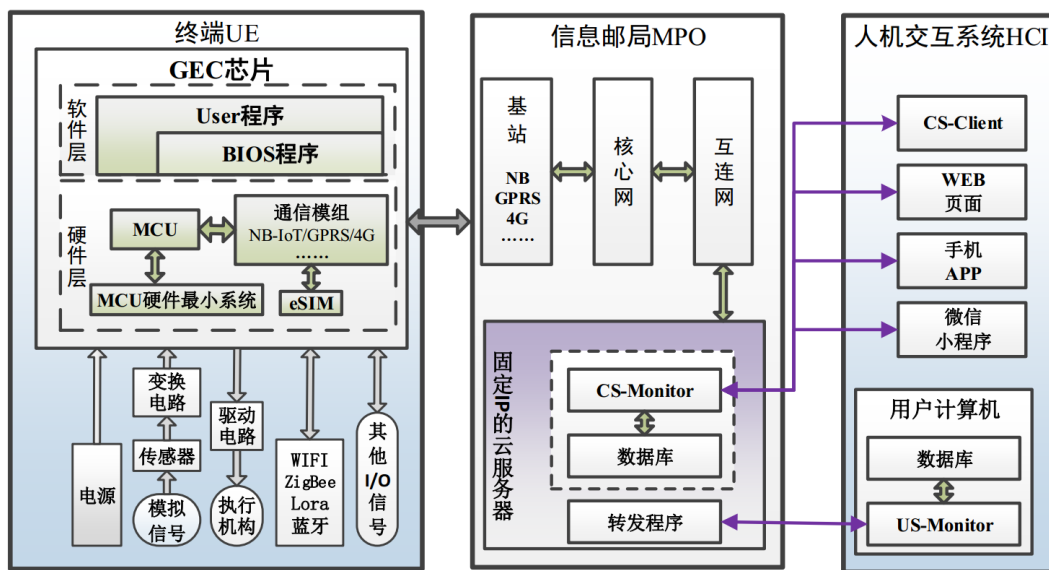 终端UE
GEC芯片
软件层
User程序
BIOS程序
硬件层
MCU
通信模组
NB-IoT/GPRS/4G
……
MCU硬件最小系统
eSIM
电源
变换
电路
传感器
模拟
信号
驱动
电路
执行
机构
WIFI
ZigBee
Lora
蓝牙
其他
I/O
信号
信息邮局MPO
基站
NB
GPRS
4G
……
核心网
互连网
固定IP的云服务器
CS-Monitor
数据库
转发程序
人机交互系统HCI
CS-Client
WEB
页面
手机
APP
微信
小程序
用户计算机
数据库
US-Monitor